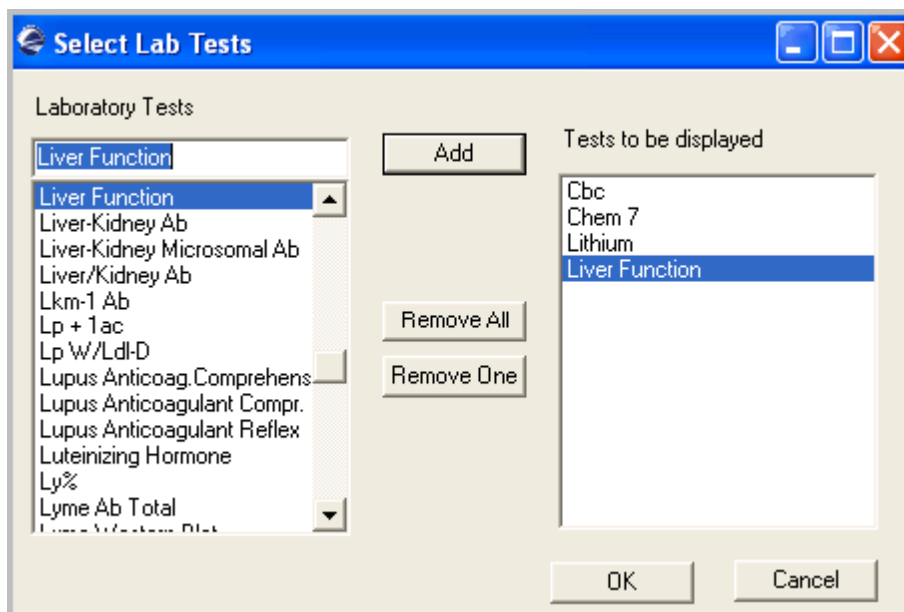 Select Lab Tests
Laboratory Tests
Liver Function
Liver Function
Liver-Kidney Ab
Liver-Kidney Microsomal Ab
Liver/Kidney Ab
Lkm-1 Ab
Lp + 1ac
Lp W/Ldl-D
Lupus Anticoag.Comprehens
Lupus Anticoagulant Compr.
Lupus Anticoagulant Reflex
Luteinizing Hormone
Ly%
Lyme Ab Total
Add
Remove All
Remove One
Tests to be displayed
Cbc
Chem 7
Lithium
Liver Function
OK
Cancel